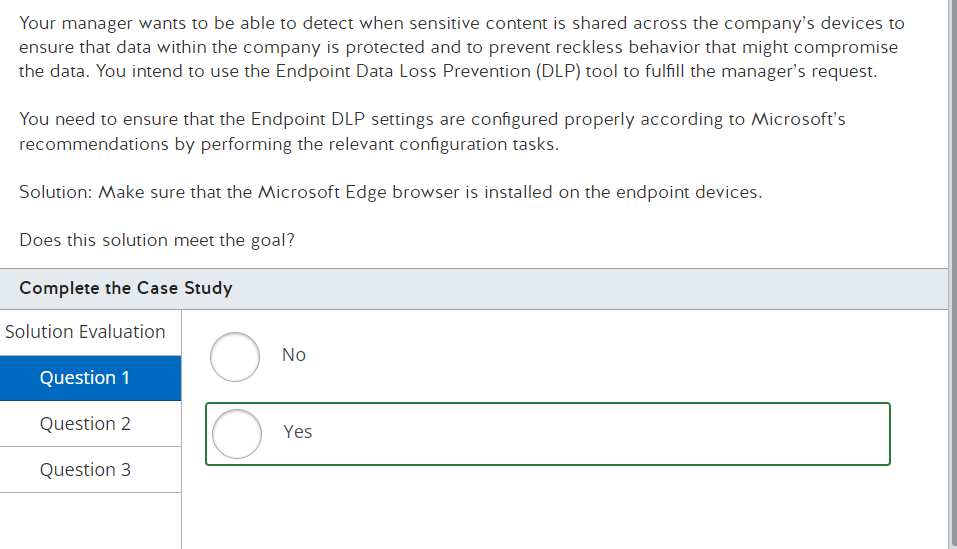 Your manager wants to be able to detect when sensitive content is shared across the company's devices to
ensure that data within the company is protected and to prevent reckless behavior that might compromise
the data. You intend to use the Endpoint Data Loss Prevention (DLP) tool to fulfill the manager's request.
You need to ensure that the Endpoint DLP settings are configured properly according to Microsoft's
recommendations by performing the relevant configuration tasks.
Solution: Make sure that the Microsoft Edge browser is installed on the endpoint devices.
Does this solution meet the goal?
Complete the Case Study
Solution Evaluation
Question 1
Question 2
Question 3
No
Yes